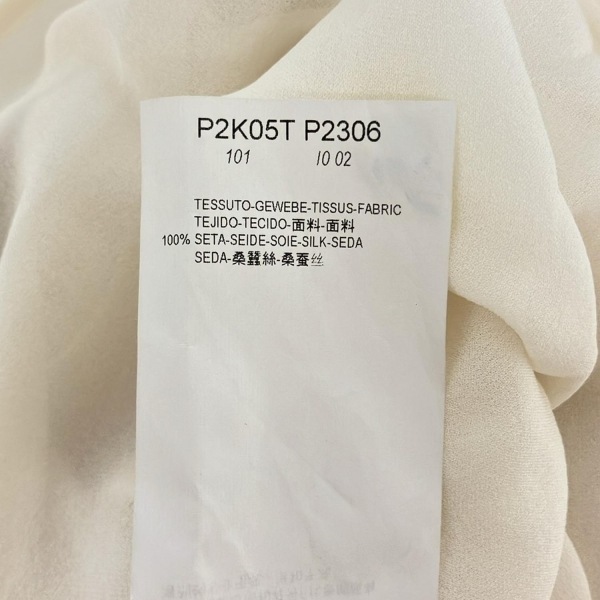 P2K05T P2306
101 I0 02
TESSUTO-GEWEBE-TISSUS-FABRIC
TEJIDO-TECIDO-面料-面料
100% SETA-SEIDE-SOIE-SILK-SEDA
SEDA-桑蠶絲-桑蚕丝